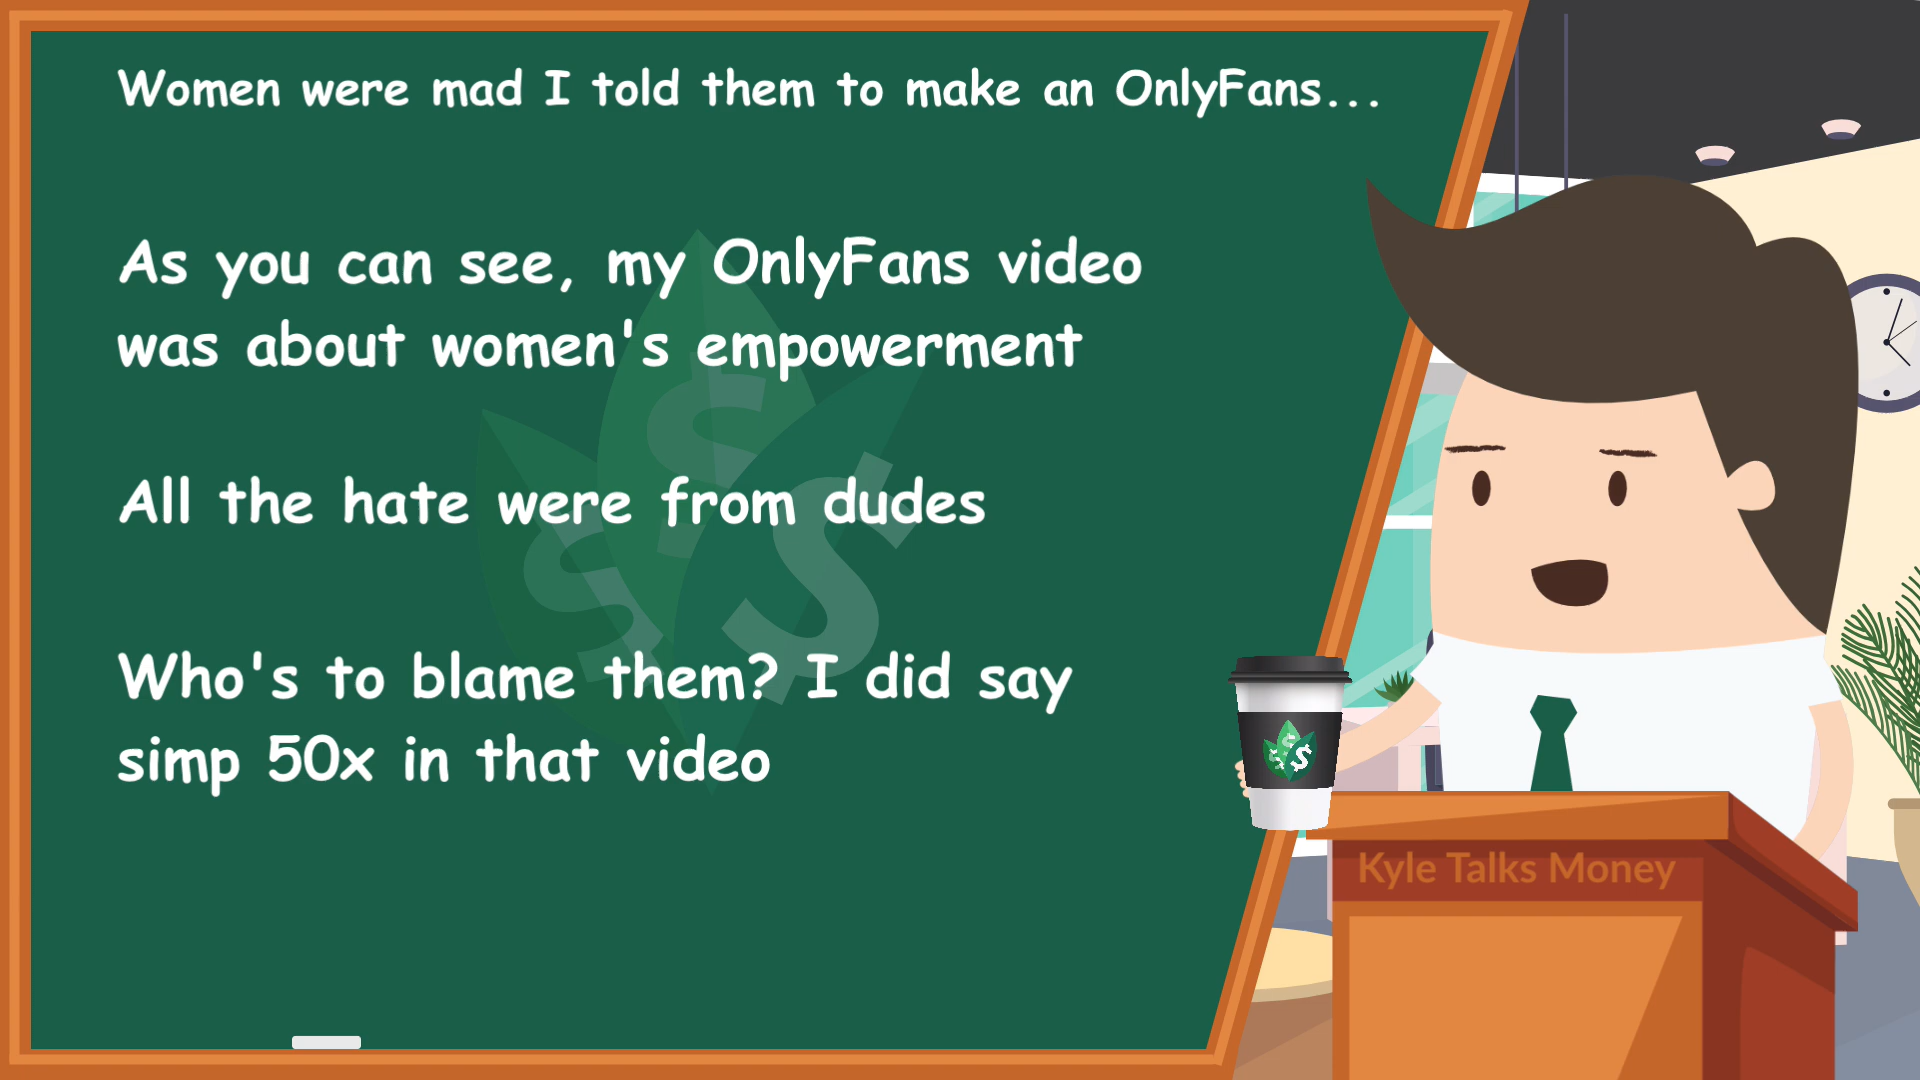 Women were mad I told them to make an OnlyFans...
As you can see, my OnlyFans video
was about women's empowerment
All the hate were from dudes
Who's to blame them? I did say
simp 50x in that video
Kyle Talks Money